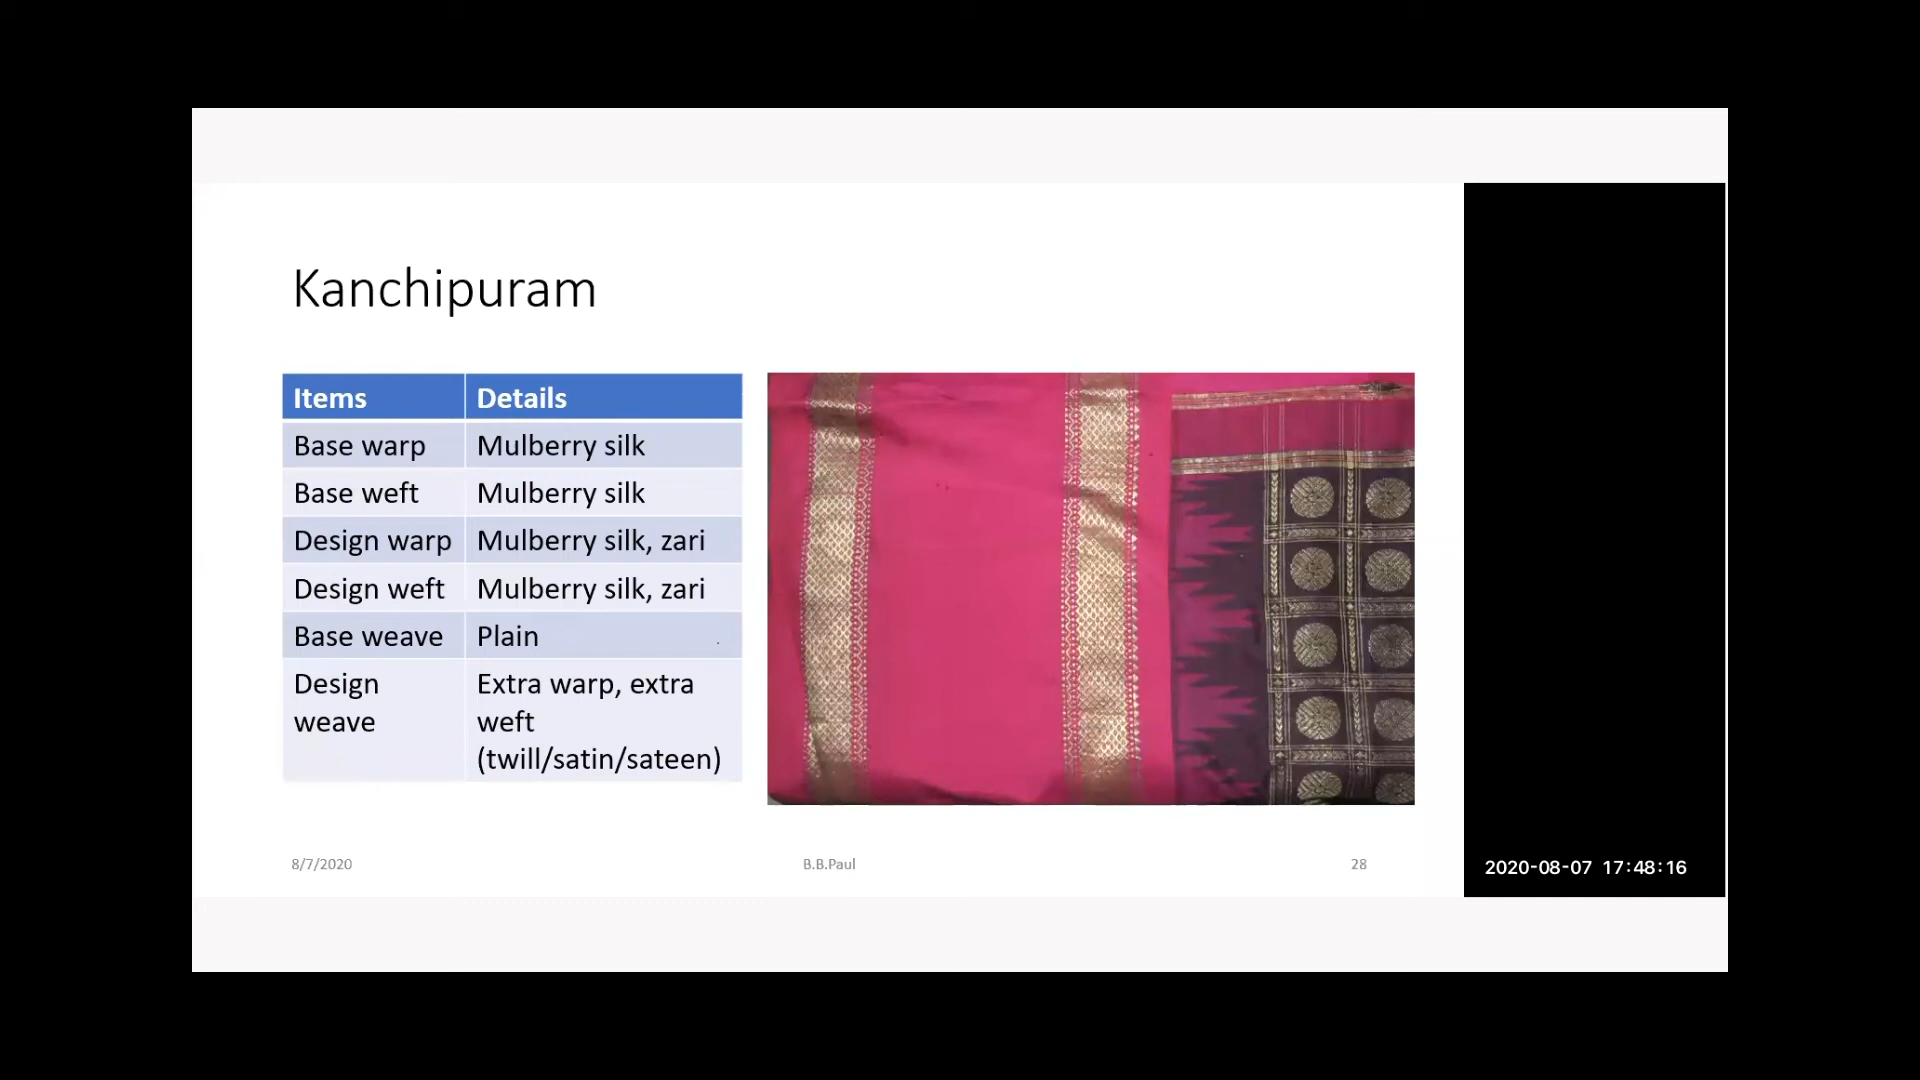 Kanchipuram
Items Details
Base warp Mulberry silk
Base weft Mulberry silk
Design warp Mulberry silk, zari
Design weft Mulberry silk, zari
Base weave Plain
Design weave Extra warp, extra weft (twill/satin/sateen)
8/7/2020 B.B.Paul 28
2020-08-07 17:48:16